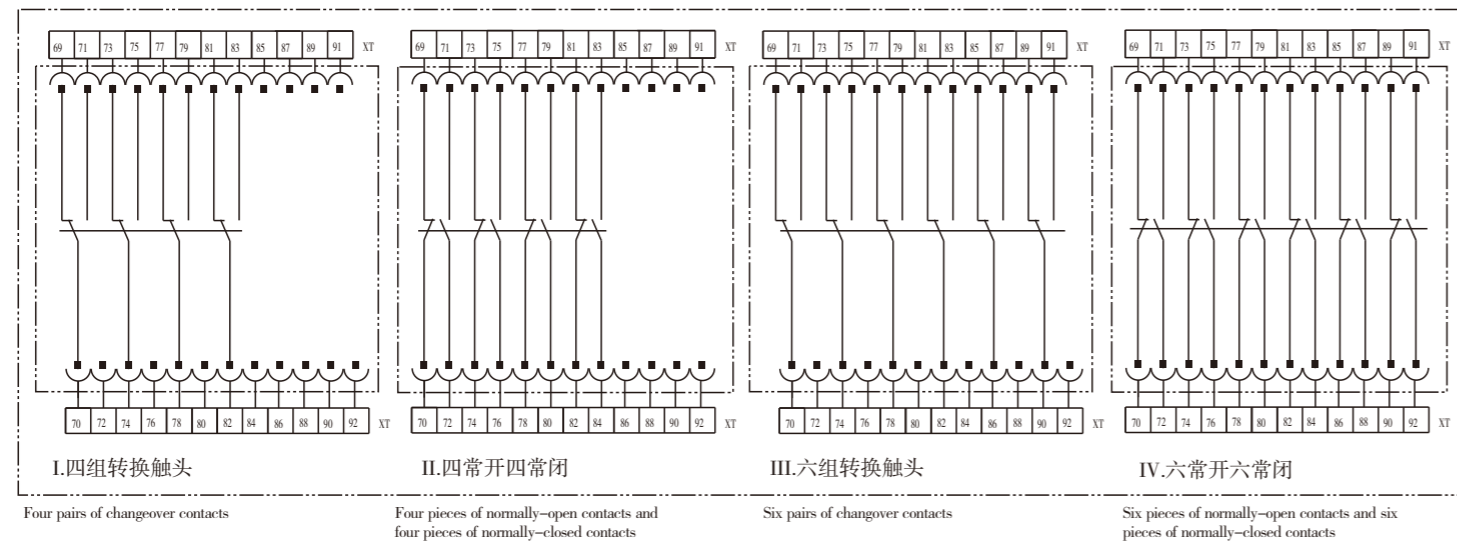 69 71 73 75 77 79 81 83 85 87 89 91 XT
69 71 73 75 77 79 81 83 85 87 89 91 XT
69 71 73 75 77 79 81 83 85 87 89 91 XT
69 71 73 75 77 79 81 83 85 87 89 91 XT
70 72 74 76 78 80 82 84 86 88 90 92 XT
70 72 74 76 78 80 82 84 86 88 90 92 XT
70 72 74 76 78 80 82 84 86 88 90 92 XT
70 72 74 76 78 80 82 84 86 88 90 92 XT
I.四组转换触头
II.四常开四常闭
III.六组转换触头
IV.六常开六常闭
Four pairs of changeover contacts
Four pieces of normally-open contacts and
four pieces of normally-closed contacts
Six pairs of changeover contacts
Six pieces of normally-open contacts and six
pieces of normally-closed contacts